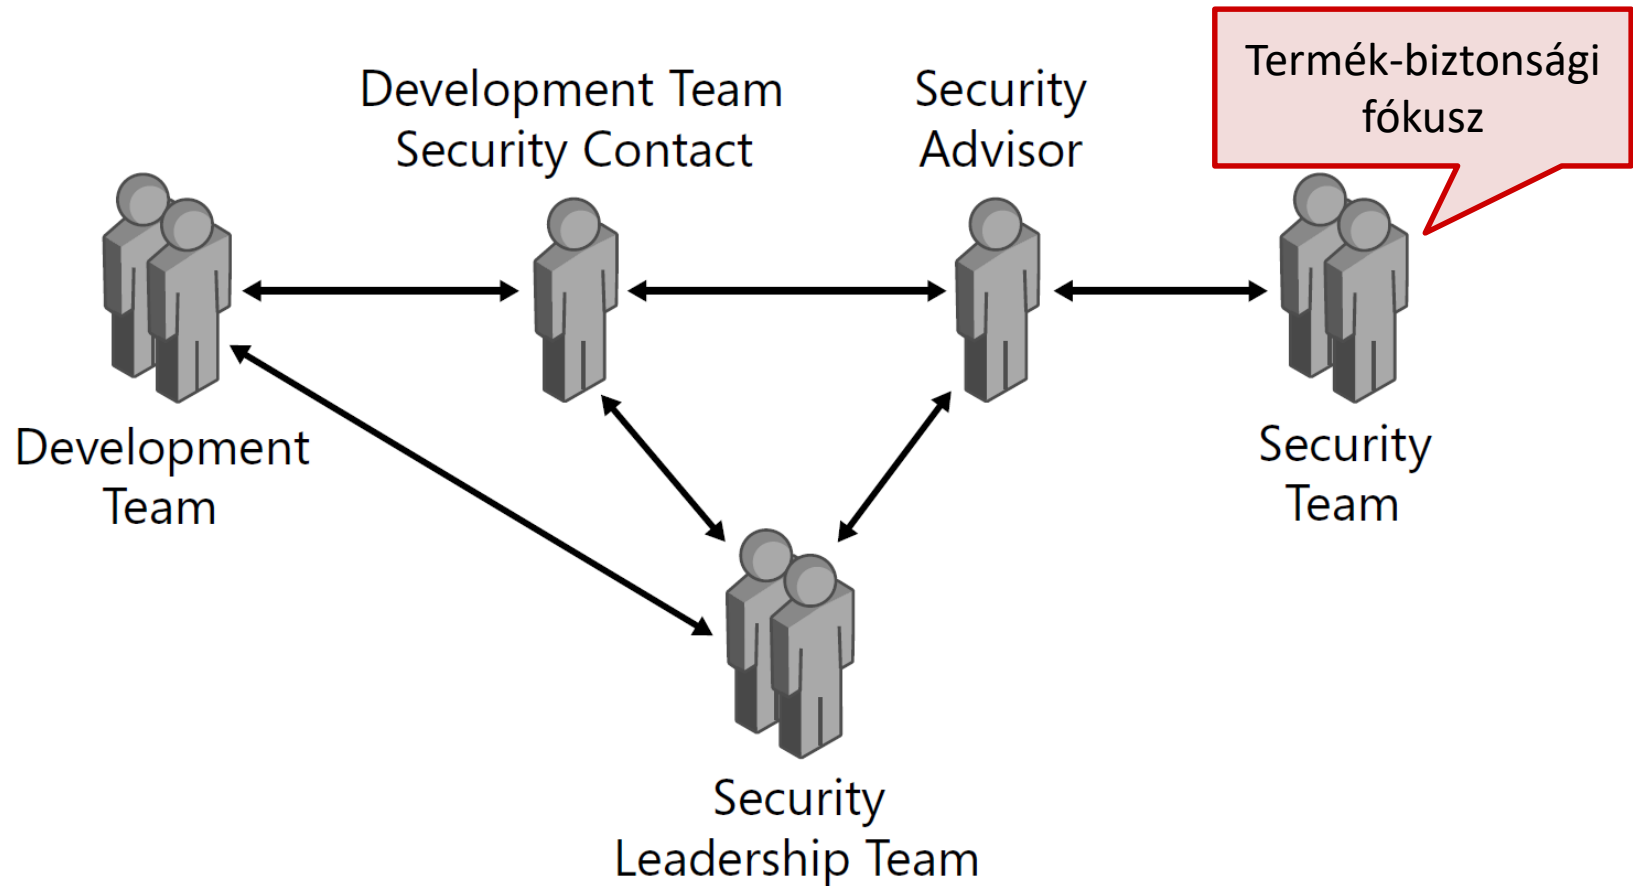 Termék-biztonsági
fókusz
Development Team
Security Contact
Security
Advisor
Development
Team
Security
Team
Security
Leadership Team